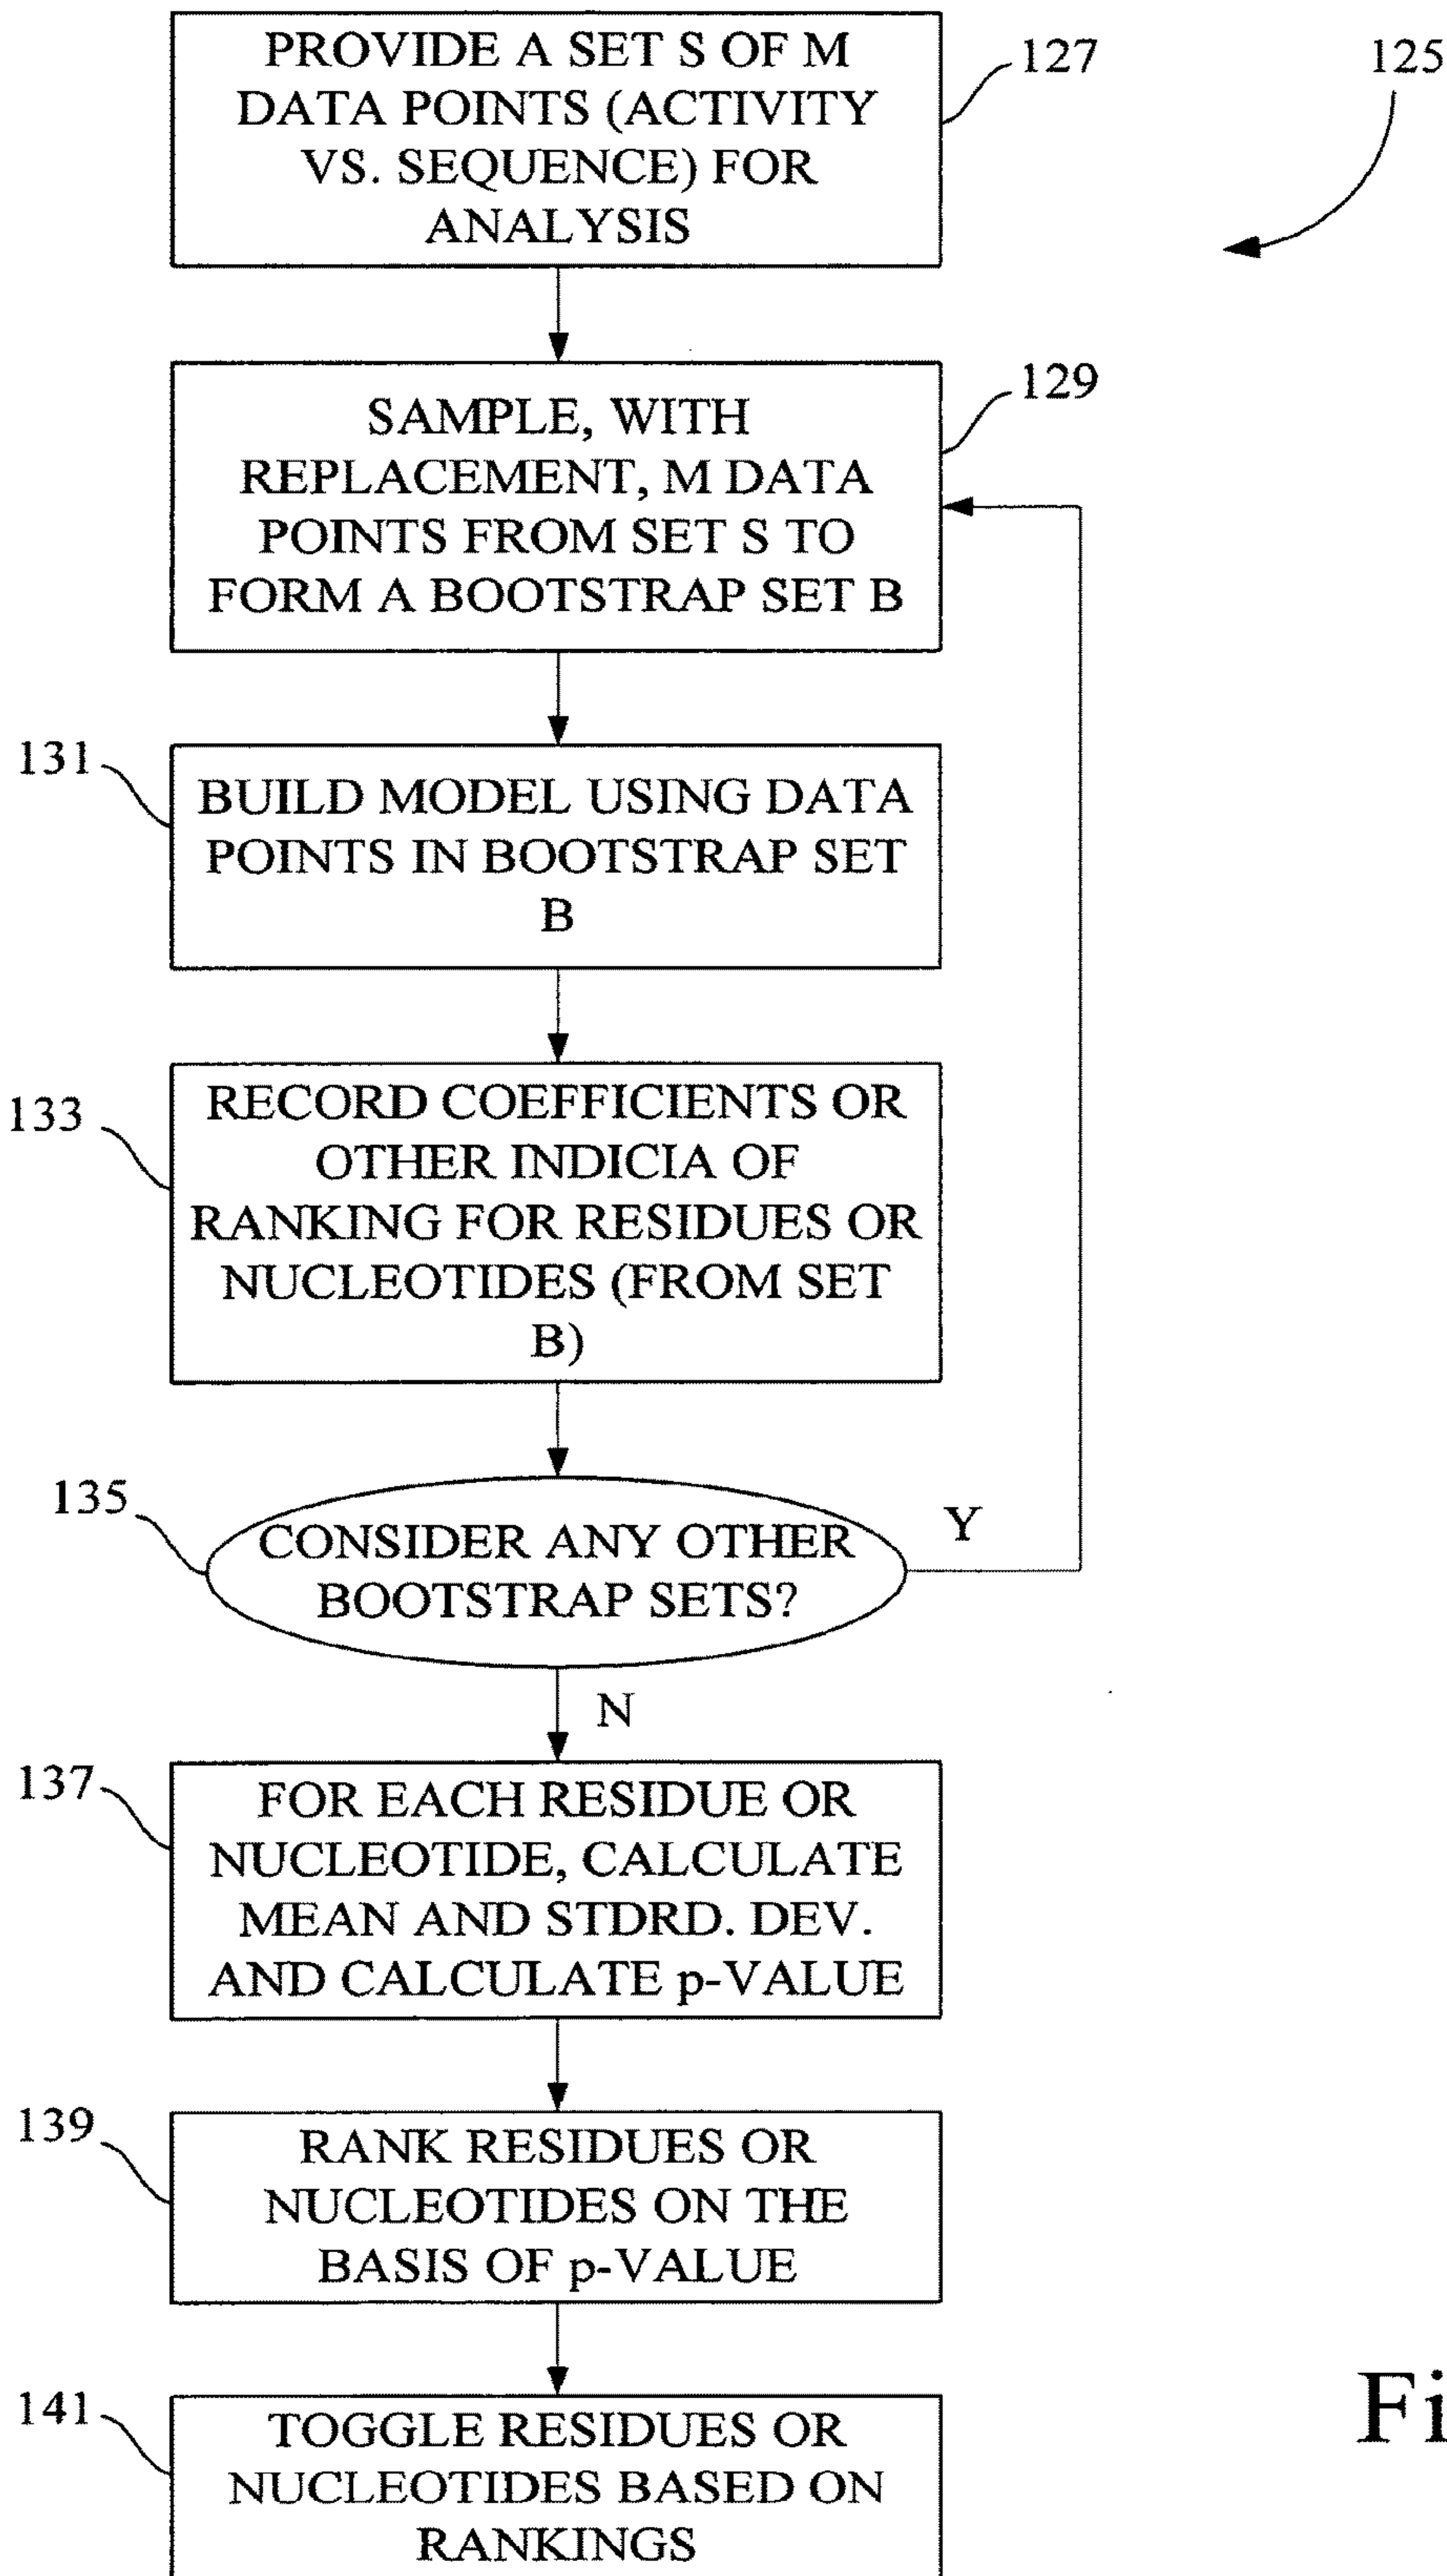 PROVIDE A SET S OF M
DATA POINTS (ACTIVITY
VS. SEQUENCE) FOR
ANALYSIS
127
125
SAMPLE, WITH
REPLACEMENT, M DATA
POINTS FROM SET S TO
FORM A BOOTSTRAP SET B
129
131
BUILD MODEL USING DATA
POINTS IN BOOTSTRAP SET
B
133
RECORD COEFFICIENTS OR
OTHER INDICIA OF
RANKING FOR RESIDUES OR
NUCLEOTIDES (FROM SET
B)
135
CONSIDER ANY OTHER
BOOTSTRAP SETS?
Y
N
137
FOR EACH RESIDUE OR
NUCLEOTIDE, CALCULATE
MEAN AND STDRD. DEV.
AND CALCULATE p-VALUE
139
RANK RESIDUES OR
NUCLEOTIDES ON THE
BASIS OF p-VALUE
141
TOGGLE RESIDUES OR
NUCLEOTIDES BASED ON
RANKINGS